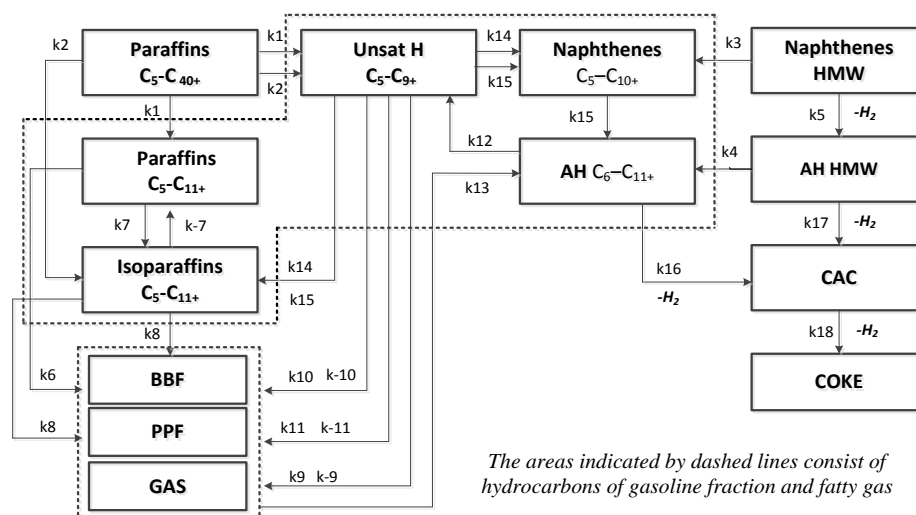 k2
Paraffins
C5-C 40+
k1
k2
Unsat H
C5-C9+
k14
k15
Naphthenes
C5–C10+
k3
Naphthenes
HMW
k1
k15
k5
-H2
Paraffins
C5-C11+
k12
k13
AH C6–C11+
k4
AH HMW
k7
k-7
k17
-H2
Isoparaffins
C5-C11+
k14
k15
k16
-H2
CAC
k8
k18
-H2
k6
BBF
k10
k-10
COKE
k8
PPF
k11
k-11
GAS
k9
k-9
The areas indicated by dashed lines consist of
hydrocarbons of gasoline fraction and fatty gas